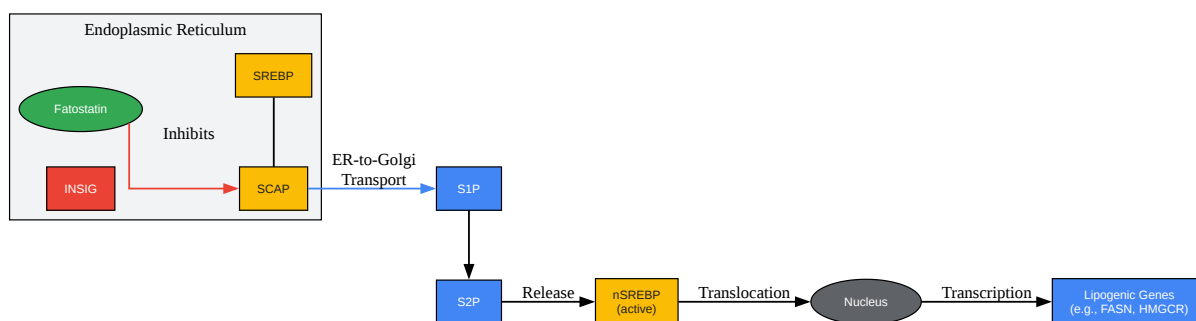 Endoplasmic Reticulum
SREBP
Fatostatin
Inhibits
INSIG
SCAP
ER-to-Golgi
Transport
S1P
S2P
Release
nSREBP
(active)
Translocation
Nucleus
Transcription
Lipogenic Genes
(e.g., FASN, HMGCR)